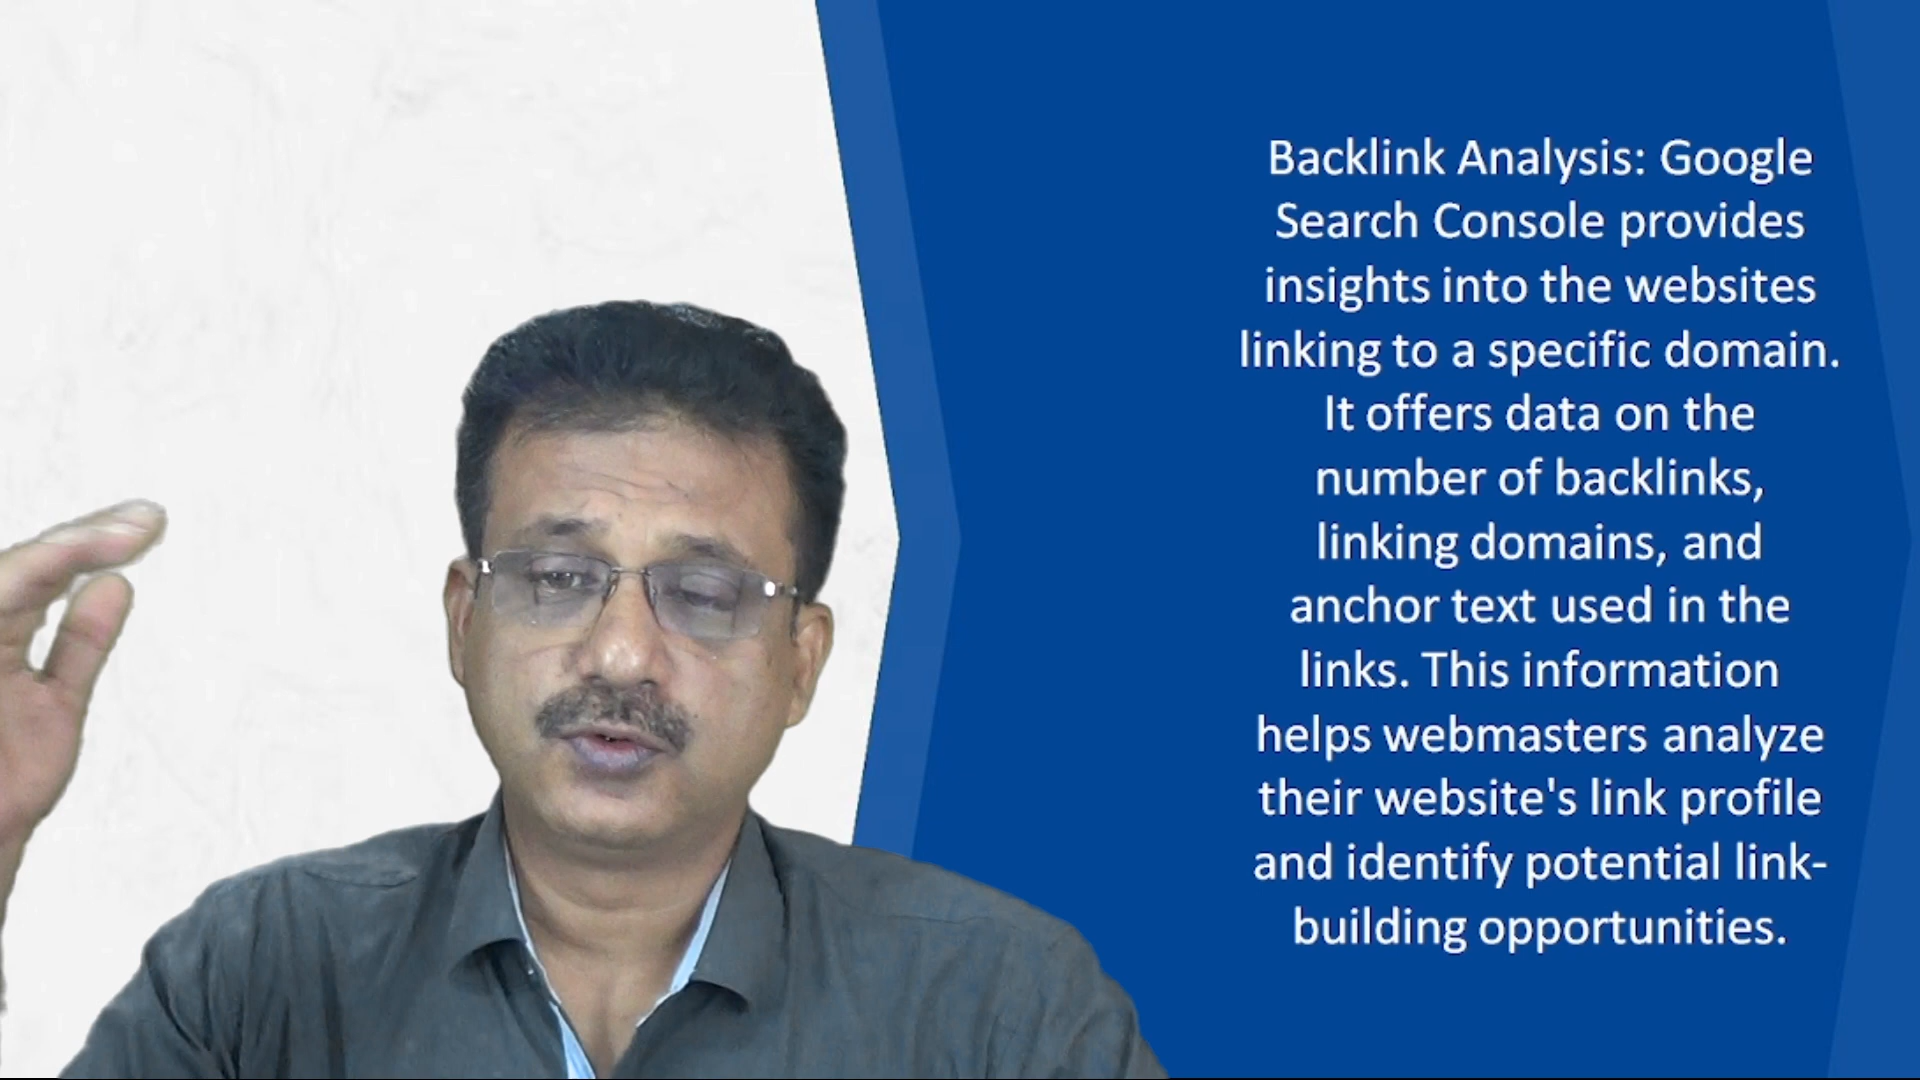 Backlink Analysis: Google
Search Console provides
insights into the websites
linking to a specific domain.
It offers data on the
number of backlinks,
linking domains, and
anchor text used in the
links. This information
helps webmasters analyze
their website's link profile
and identify potential link-
building opportunities.